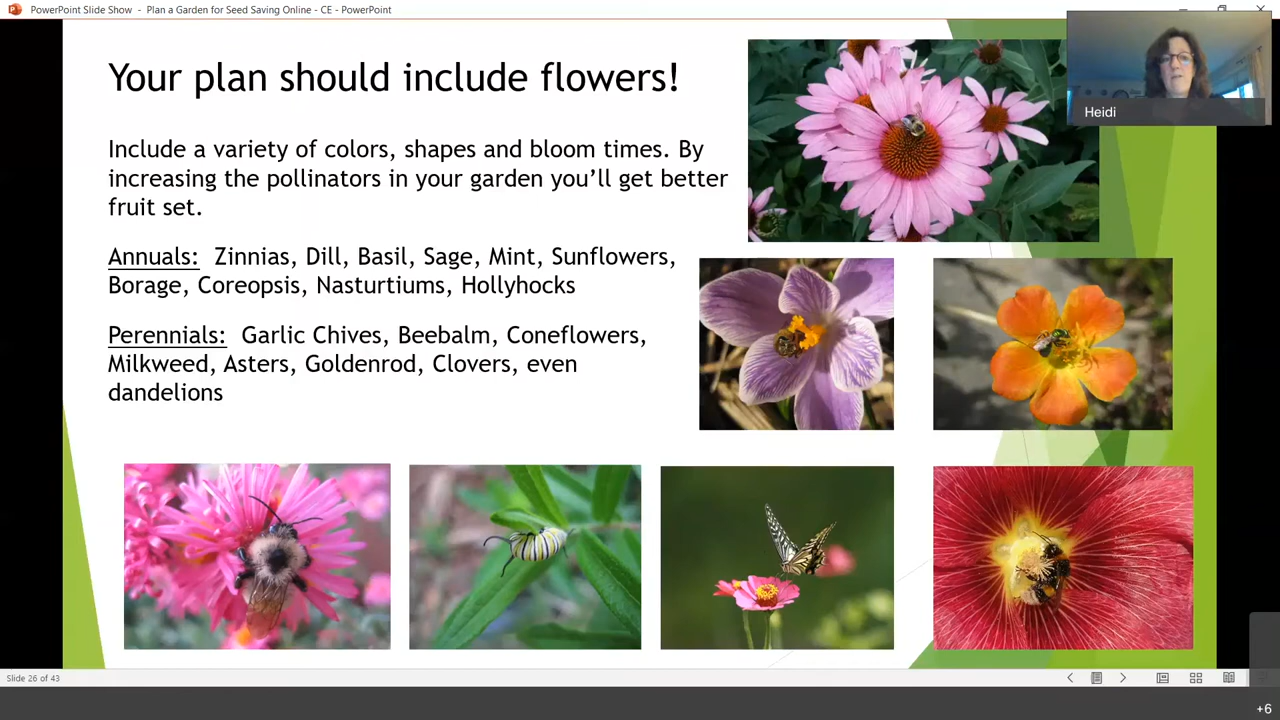 PowerPoint Slide Show - Plan a Garden for Seed Saving Online - CE - PowerPoint
Your plan should include flowers!
Heidi
Include a variety of colors, shapes and bloom times. By
increasing the pollinators in your garden you’ll get better
fruit set.
Annuals: Zinnias, Dill, Basil, Sage, Mint, Sunflowers,
Borage, Coreopsis, Nasturtiums, Hollyhocks
Perennials: Garlic Chives, Beebalm, Coneflowers,
Milkweed, Asters, Goldenrod, Clovers, even
dandelions
Slide 26 of 43
+6